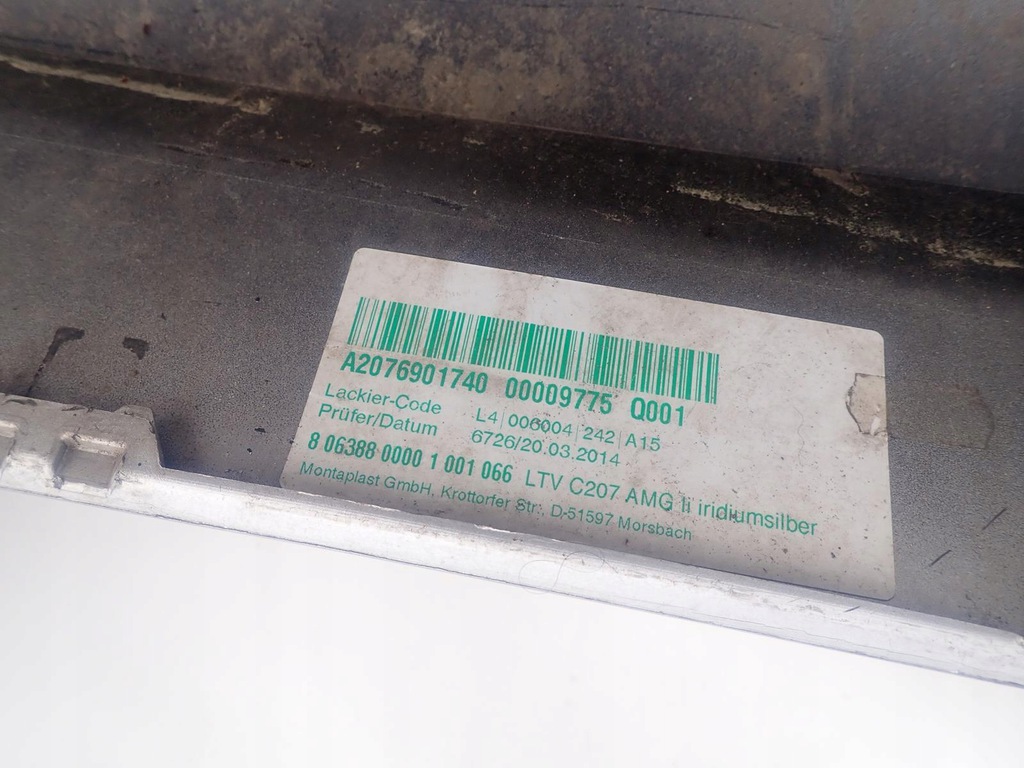 A2076901740 00009775 Q001
Lackier-Code L4 | 006004 | 242 | A15
Prüfer/Datum 6726/20.03.2014
8 06388 0000 1 001 066 LTV C207 AMG li iridiumsilber
Montaplast GmbH, Krottorfer Str., D-51597 Morsbach